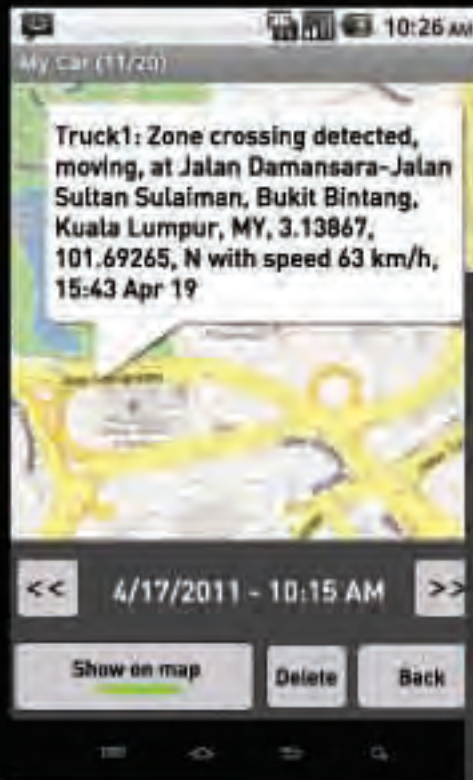 10:26 AM
My Car (11/20)
Truck1: Zone crossing detected,
moving, at Jalan Damansara-Jalan
Sultan Sulaiman, Bukit Bintang,
Kuala Lumpur, MY, 3.13867,
101.69265, N with speed 63 km/h,
15:43 Apr 19
<< 4/17/2011 - 10:15 AM >>
Show on map Delete Back